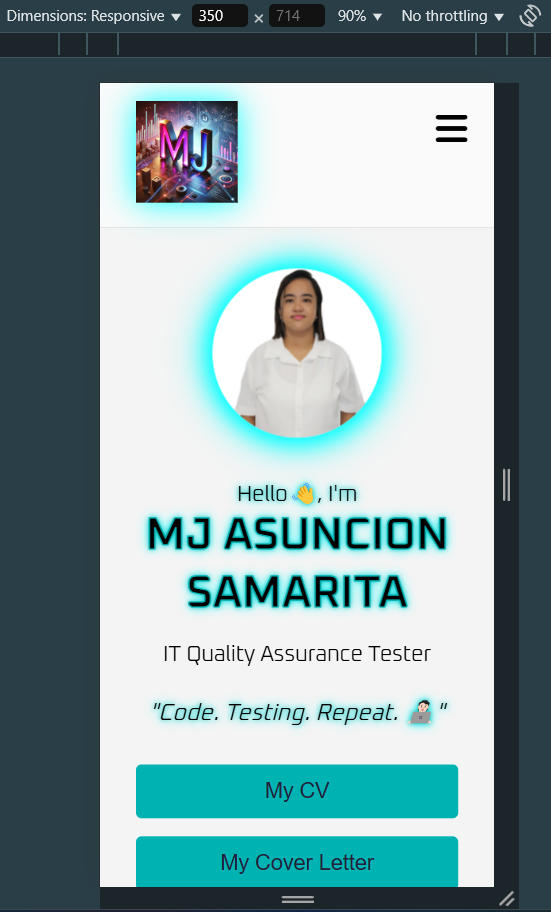 Dimensions: Responsive ▼ 350 × 714 90% ▼ No throttling ▼
MJ
Hello 👋, I'm
MJ ASUNCION
SAMARITA
IT Quality Assurance Tester
"Code. Testing. Repeat. 👨🏻‍💻 "
My CV
My Cover Letter